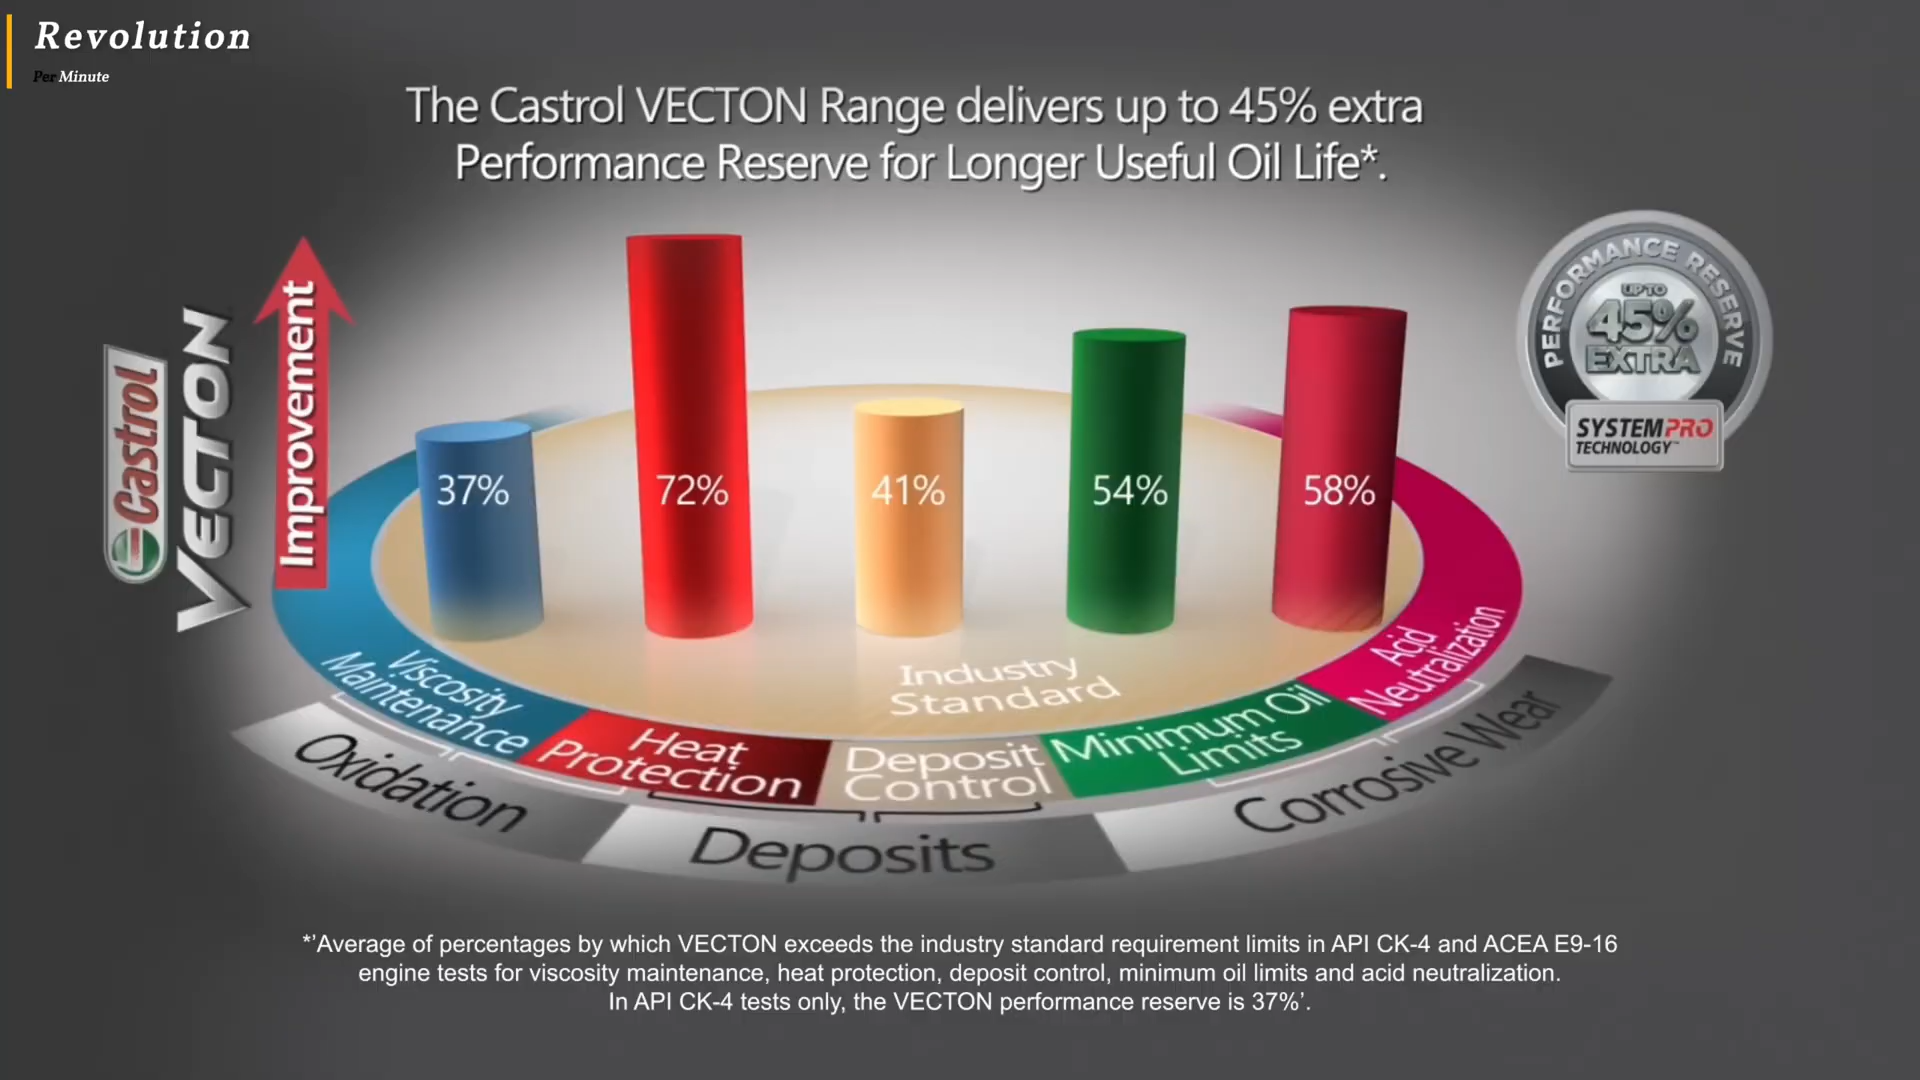 Revolution
Per Minute
The Castrol VECTON Range delivers up to 45% extra
Performance Reserve for Longer Useful Oil Life*.
Castrol
VECTON
Improvement
PERFORMANCE RESERVE
UP TO
45%
EXTRA
SYSTEMPRO
TECHNOLOGY™
37%
72%
41%
54%
58%
Industry
Standard
Viscosity
Maintenance
Heat
Protection
Deposit
Control
Minimum Oil
Limits
Acid
Neutralization
Oxidation
Deposits
Corrosive Wear
*’Average of percentages by which VECTON exceeds the industry standard requirement limits in API CK-4 and ACEA E9-16
engine tests for viscosity maintenance, heat protection, deposit control, minimum oil limits and acid neutralization.
In API CK-4 tests only, the VECTON performance reserve is 37%’.